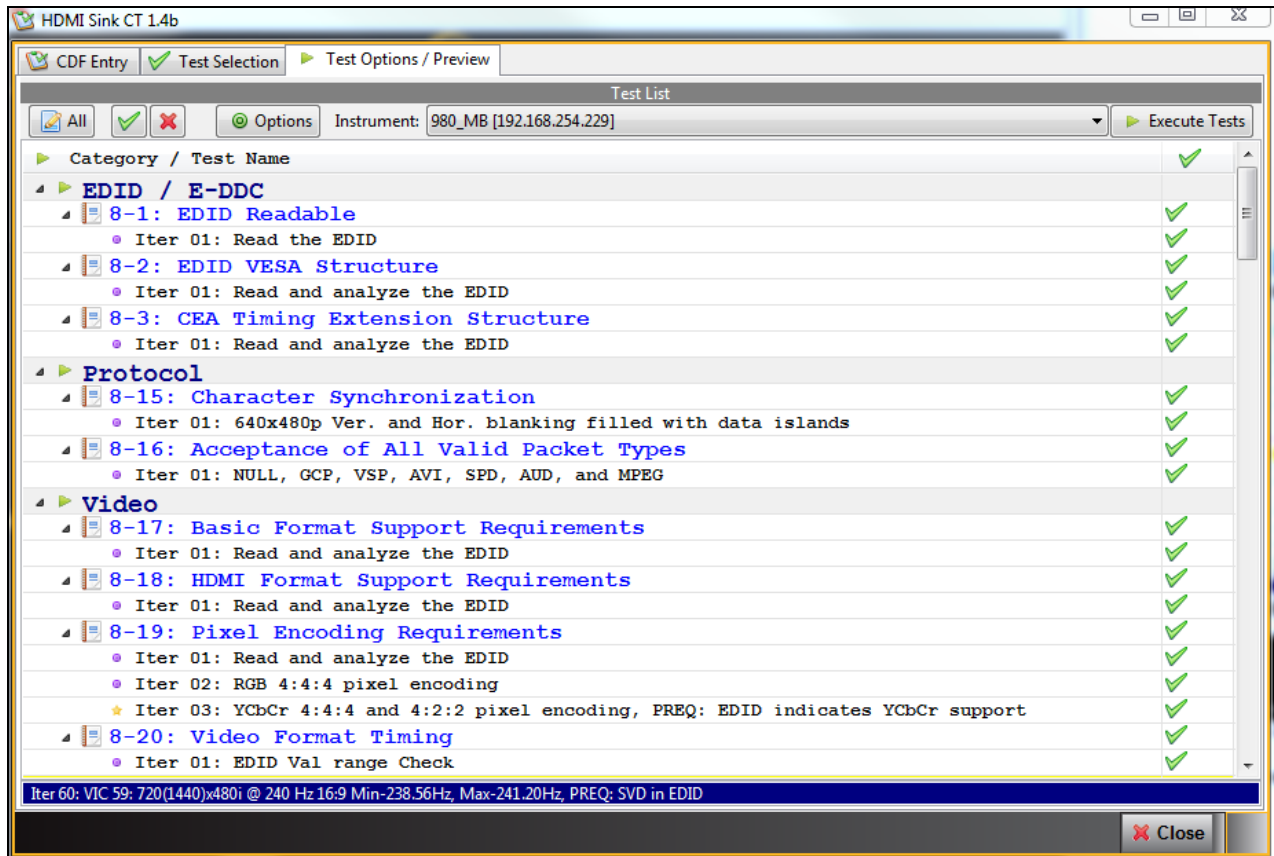 HDMI Sink CT 1.4b
CDF Entry Test Selection Test Options / Preview
Test List
All Options Instrument: 980_MB [192.168.254.229] Execute Tests
Category / Test Name
EDID / E-DDC
8-1: EDID Readable
Iter 01: Read the EDID
8-2: EDID VESA Structure
Iter 01: Read and analyze the EDID
8-3: CEA Timing Extension Structure
Iter 01: Read and analyze the EDID
Protocol
8-15: Character Synchronization
Iter 01: 640x480p Ver. and Hor. blanking filled with data islands
8-16: Acceptance of All Valid Packet Types
Iter 01: NULL, GCP, VSP, AVI, SPD, AUD, and MPEG
Video
8-17: Basic Format Support Requirements
Iter 01: Read and analyze the EDID
8-18: HDMI Format Support Requirements
Iter 01: Read and analyze the EDID
8-19: Pixel Encoding Requirements
Iter 01: Read and analyze the EDID
Iter 02: RGB 4:4:4 pixel encoding
Iter 03: YCbCr 4:4:4 and 4:2:2 pixel encoding, PREQ: EDID indicates YCbCr support
8-20: Video Format Timing
Iter 01: EDID Val range Check
Iter 60: VIC 59: 720(1440)x480i @ 240 Hz 16:9 Min-238.56Hz, Max-241.20Hz, PREQ: SVD in EDID
Close